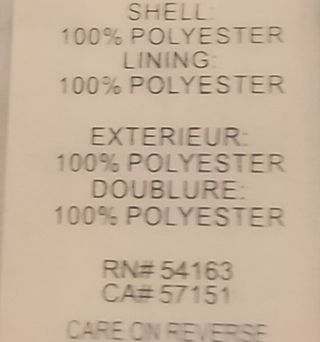 SHELL:
100% POLYESTER
LINING:
100% POLYESTER
EXTERIEUR:
100% POLYESTER
DOUBLURE:
100% POLYESTER
RN# 54163
CA# 57151
CARE ON REVERSE